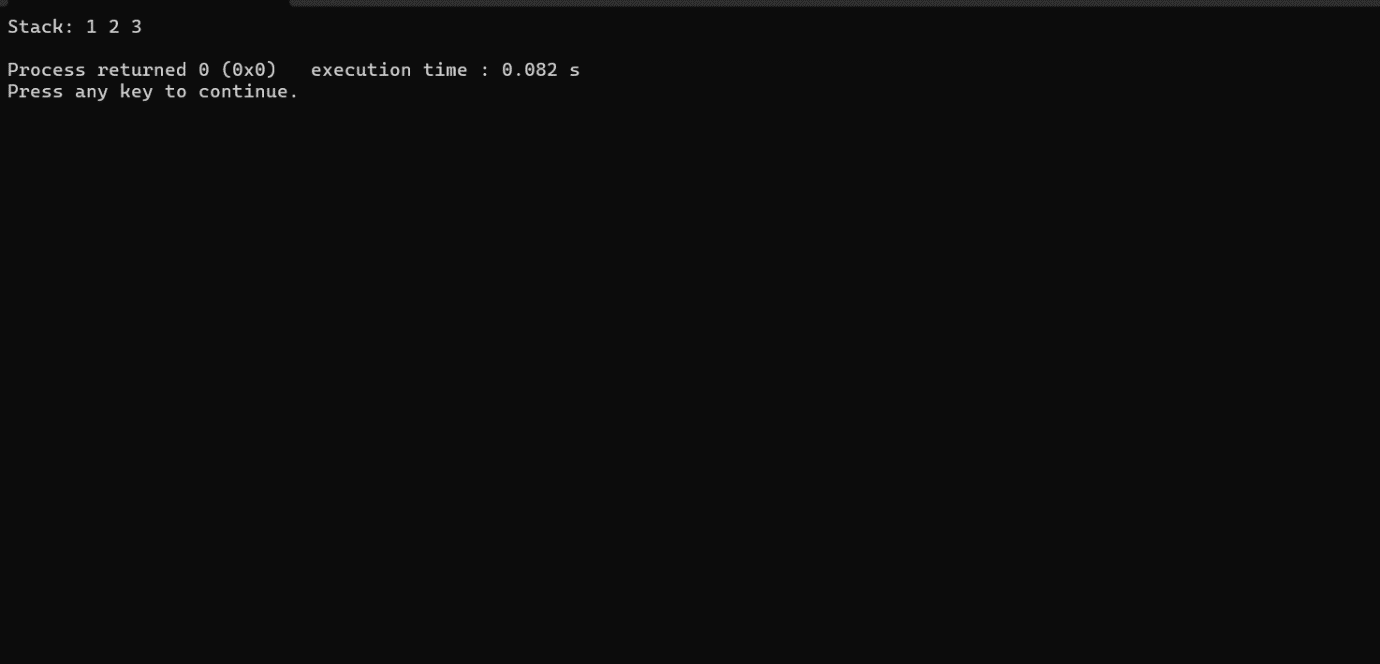 Stack: 1 2 3
Process returned 0 (0x0)   execution time : 0.082 s
Press any key to continue.